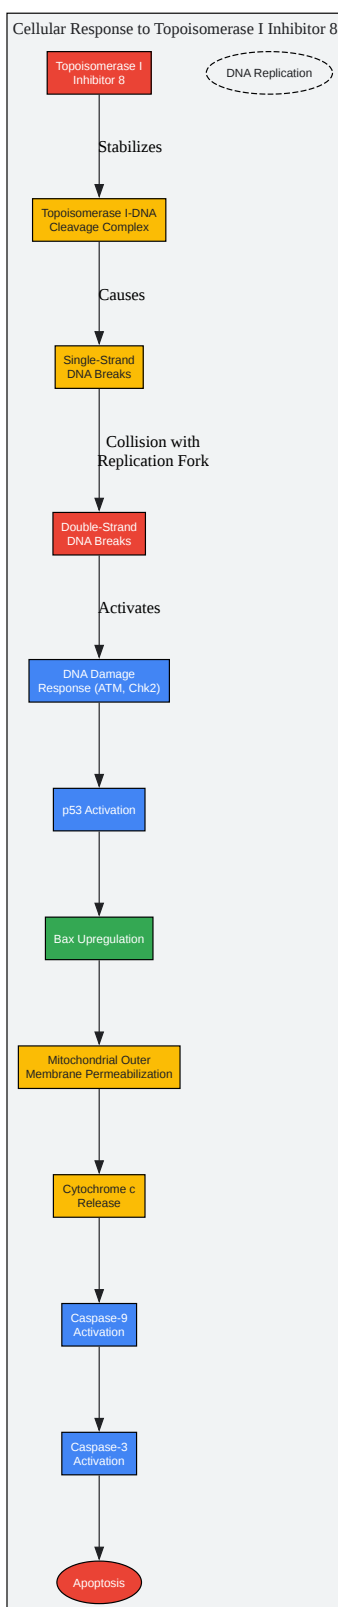 Cellular Response to Topoisomerase I Inhibitor 8
Topoisomerase I
Inhibitor 8
DNA Replication
Stabilizes
Topoisomerase I-DNA
Cleavage Complex
Causes
Single-Strand
DNA Breaks
Collision with
Replication Fork
Double-Strand
DNA Breaks
Activates
DNA Damage
Response (ATM, Chk2)
p53 Activation
Bax Upregulation
Mitochondrial Outer
Membrane Permeabilization
Cytochrome c
Release
Caspase-9
Activation
Caspase-3
Activation
Apoptosis